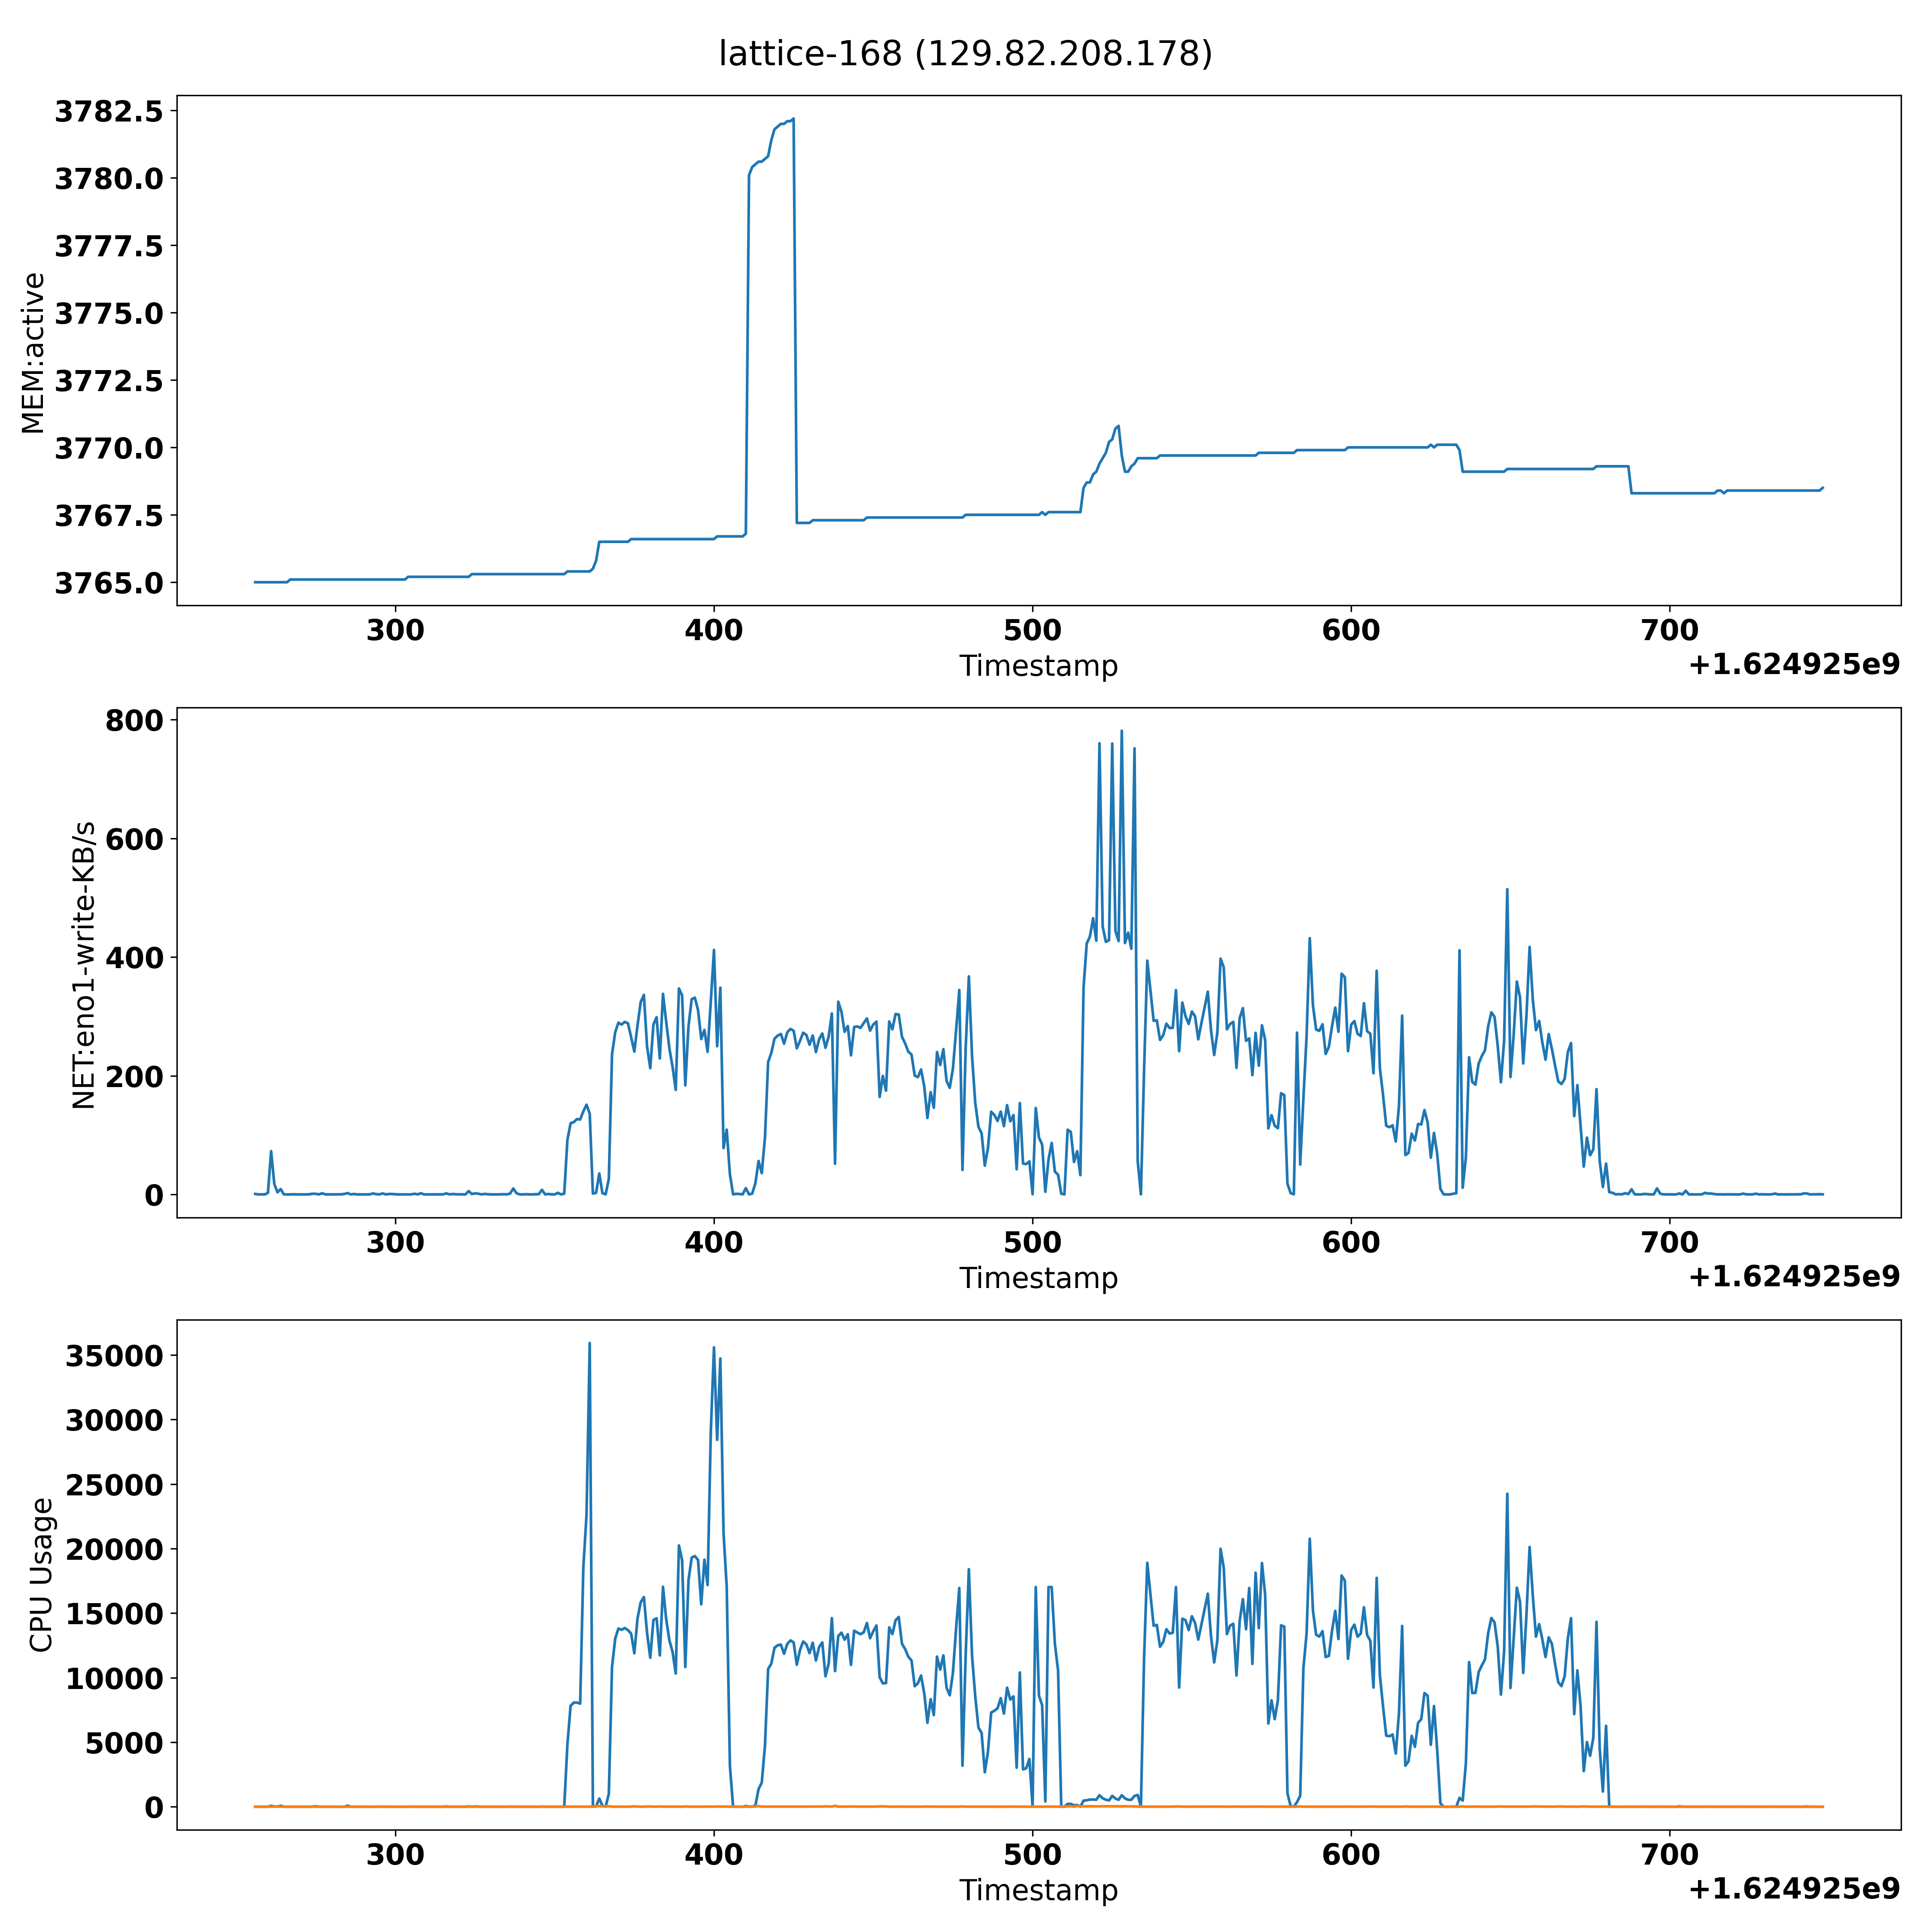 lattice-168 (129.82.208.178)
MEM:active
3782.5
3780.0
3777.5
3775.0
3772.5
3770.0
3767.5
3765.0
300 400 500 600 700
Timestamp
+1.624925e9
NET:eno1-write-KB/s
800
600
400
200
0
300 400 500 600 700
Timestamp
+1.624925e9
CPU Usage
35000
30000
25000
20000
15000
10000
5000
0
300 400 500 600 700
Timestamp
+1.624925e9